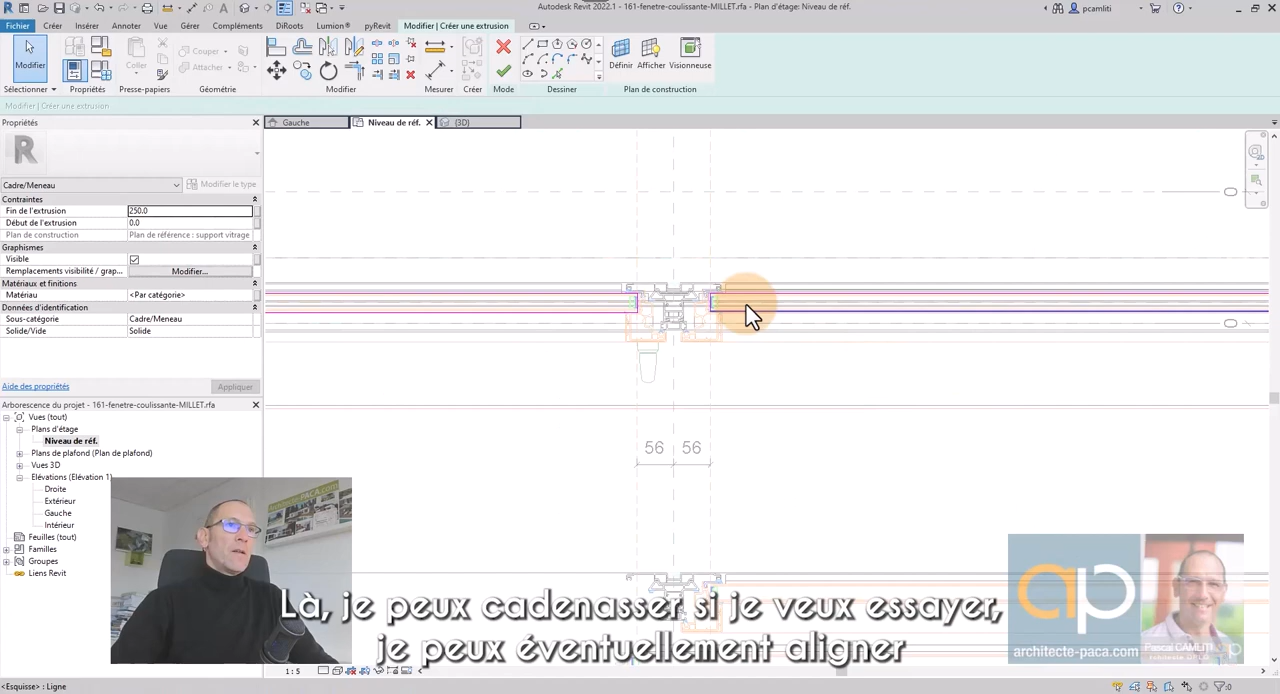 Autodesk Revit 2022.1 - 161-fenetre-coulissante-MILLET.rfa - Plan d'étage: Niveau de réf.
pcamliti
Fichier Créer Insérer Annoter Vue Gérer Compléments DiRoots Lumion® pyRevit Modifier | Créer une extrusion
Modifier
Coller
Couper
Attacher
Définir Afficher Visionneuse
Sélectionner Propriétés Presse-papiers Géométrie Modifier Mesurer Créer Mode Dessiner Plan de construction
Modifier | Créer une extrusion
Propriétés
Gauche
Niveau de réf.
{3D}
Cadre/Meneau
Modifier le type
Contraintes
Fin de l'extrusion 250.0
Début de l'extrusion 0.0
Plan de construction Plan de référence : support vitrage
Graphismes
Visible
Remplacements visibilité / grap... Modifier...
Matériaux et finitions
Matériau <Par catégorie>
Données d'identification
Sous-catégorie Cadre/Meneau
Solide/Vide Solide
Aide des propriétés
Appliquer
Arborescence du projet - 161-fenetre-coulissante-MILLET.rfa
Vues (tout)
Plans d'étage
Niveau de réf.
Plans de plafond (Plan de plafond)
Vues 3D
Elévations (Elévation 1)
Droite
Extérieur
Gauche
Intérieur
Feuilles (tout)
Familles
Groupes
Liens Revit
56 56
Là, je peux cadenasser si je veux essayer,
je peux éventuellement aligner
ap
architecte-paca.com
Pascal CAMLITI
architecte DPLG
1 : 5
<Esquisse> : Ligne
:0